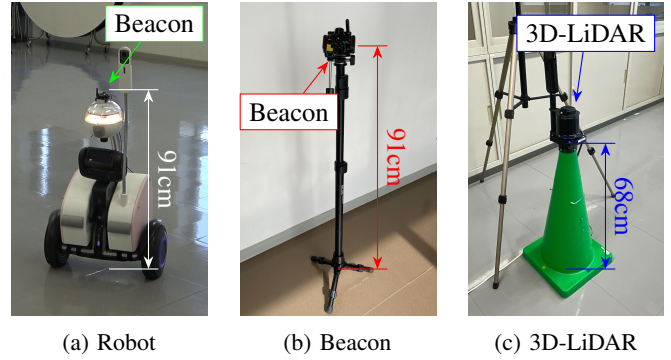 Beacon
91cm
(a) Robot
Beacon
91cm
(b) Beacon
3D-LiDAR
68cm
(c) 3D-LiDAR